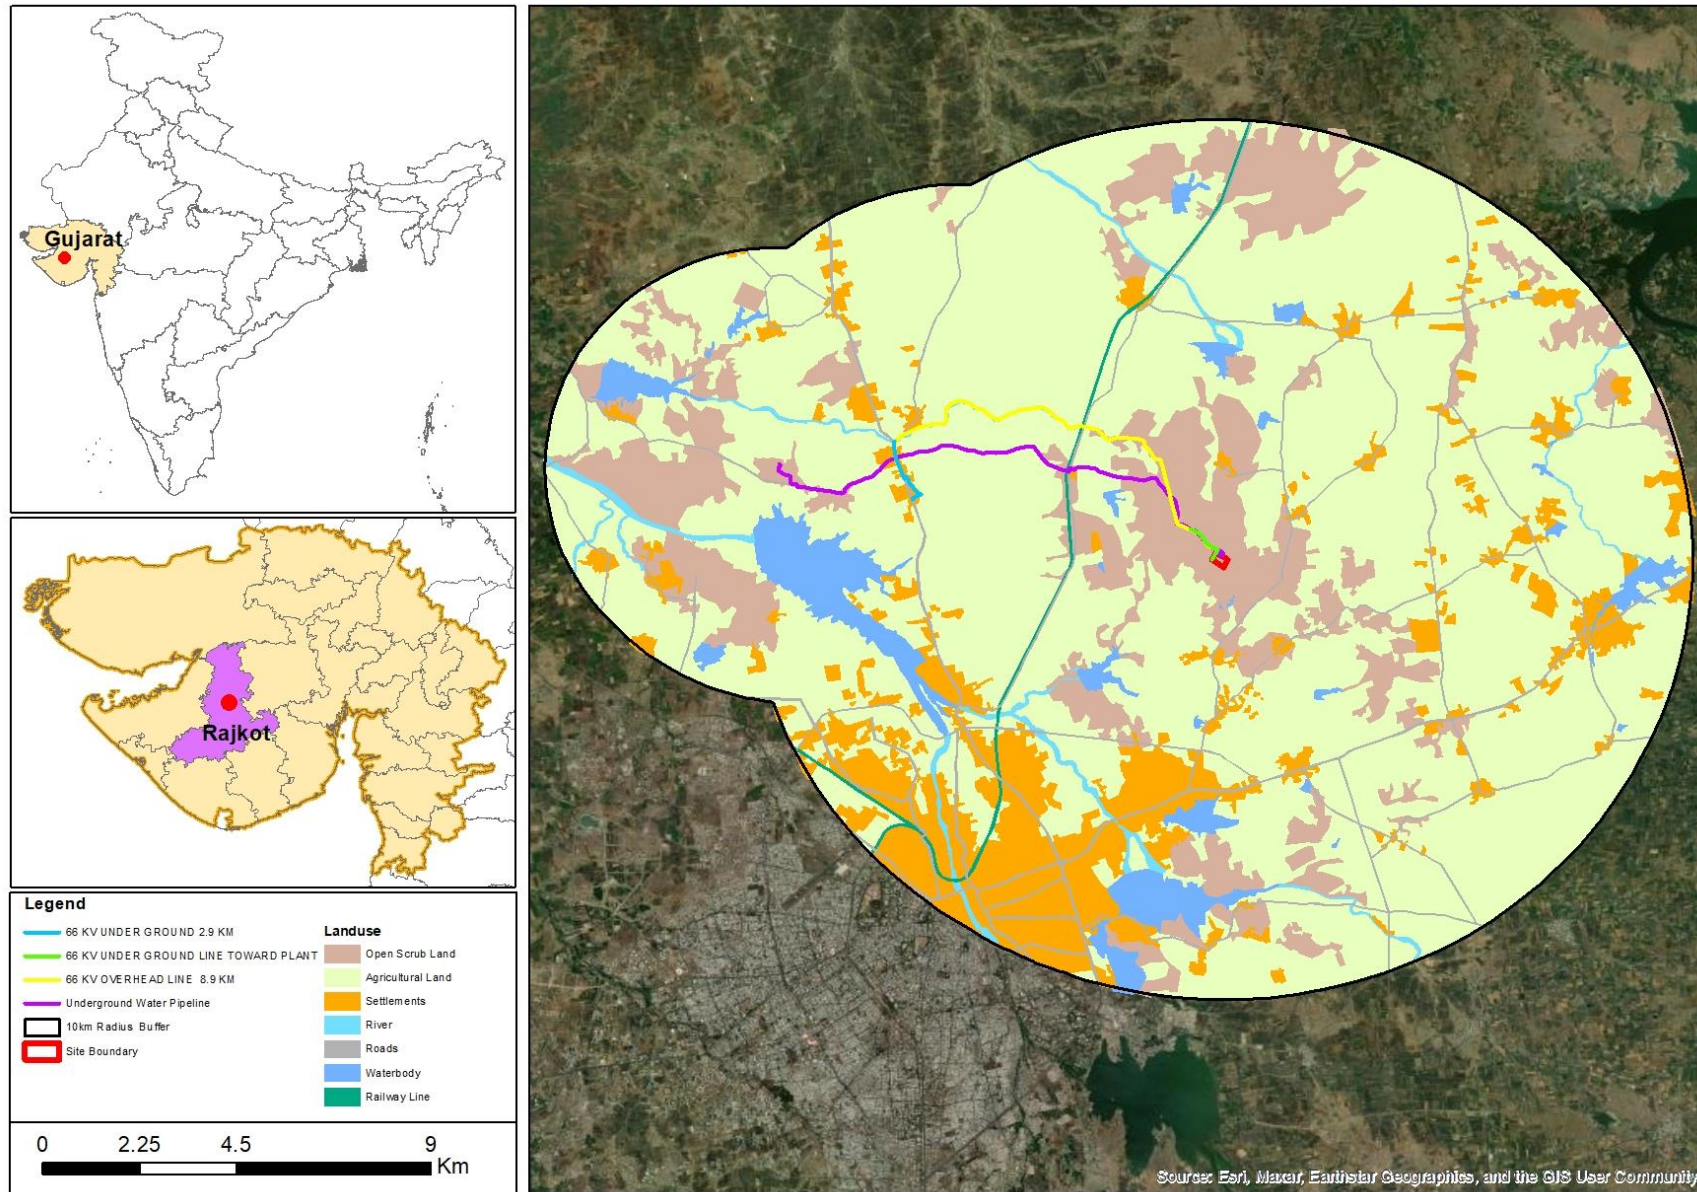 Gujarat
Rajkot
Legend
66 KV UNDER GROUND 2.9 KM
66 KV UNDER GROUND LINE TOWARD PLANT
66 KV OVERHEAD LINE 8.9 KM
Underground Water Pipeline
10km Radius Buffer
Site Boundary
Landuse
Open Scrub Land
Agricultural Land
Settlements
River
Roads
Waterbody
Railway Line
0 2.25 4.5 9
Km
Source: Esri, Maxar, Earthstar Geographics, and the GIS User Community